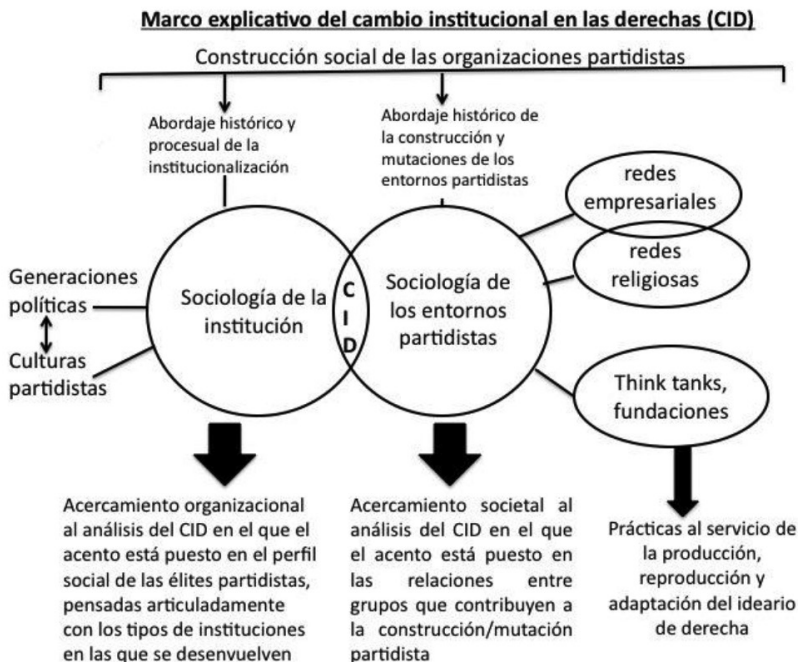 Marco explicativo del cambio institucional en las derechas (CID)
Construcción social de las organizaciones partidistas
Abordaje histórico y
procesual de la
institucionalización
Abordaje histórico de
la construcción y
mutaciones de los
entornos partidistas
redes
empresariales
redes
religiosas
Generaciones
políticas
Culturas
partidistas
Sociología de la
institución
C
I
D
Sociología de
los entornos
partidistas
Think tanks,
fundaciones
Acercamiento organizacional
al análisis del CID en el que el
acento está puesto en el perfil
social de las élites partidistas,
pensadas articuladamente
con los tipos de instituciones
en las que se desenvuelven
Acercamiento societal al
análisis del CID en el que
el acento está puesto en
las relaciones entre
grupos que contribuyen a
la construcción/mutación
partidista
Prácticas al servicio de
la producción,
reproducción y
adaptación del ideario
de derecha